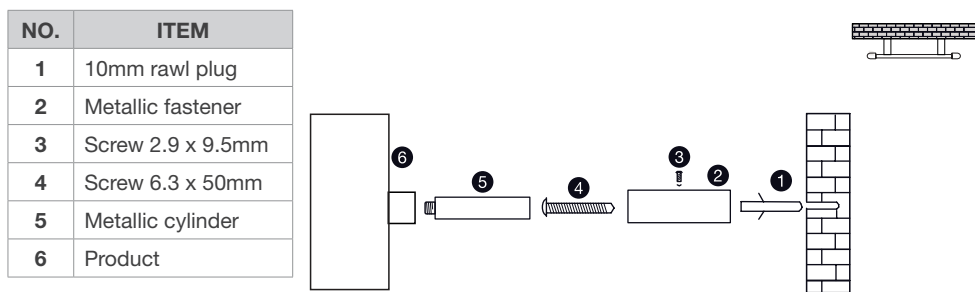 NO. ITEM
1 10mm rawl plug
2 Metallic fastener
3 Screw 2.9 x 9.5mm
4 Screw 6.3 x 50mm
5 Metallic cylinder
6 Product
6
5
4
3
2
1